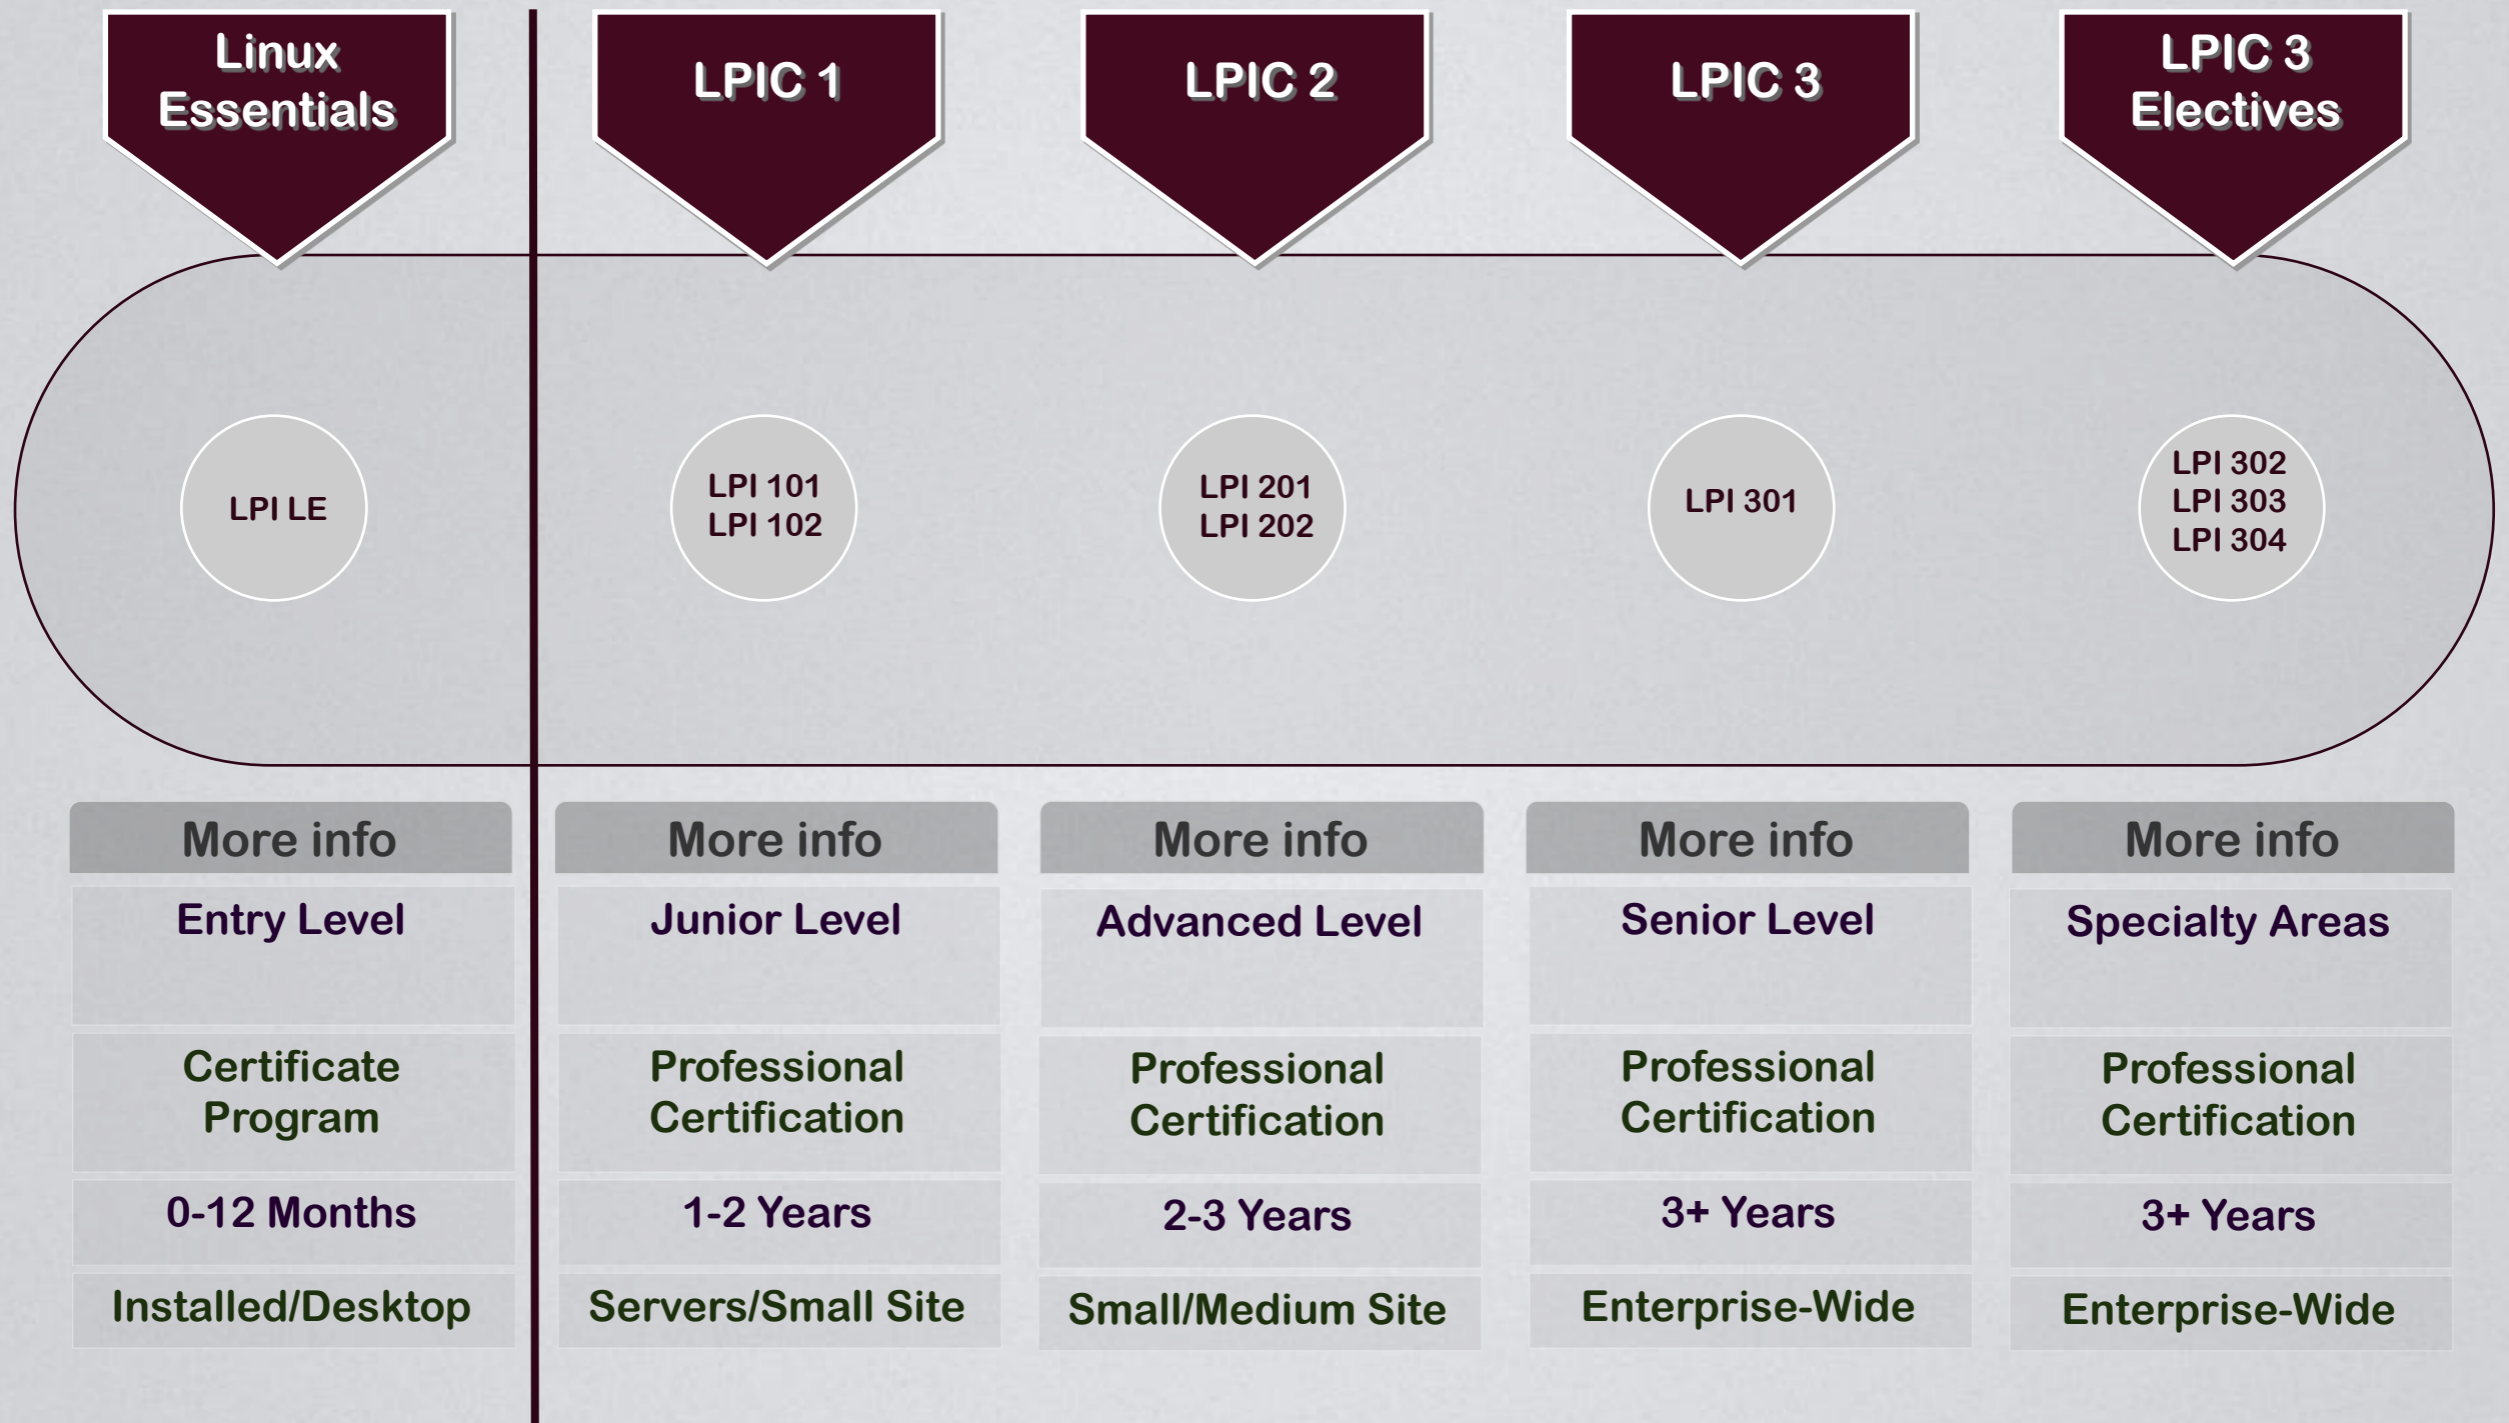 Linux
Essentials
LPIC 1
LPIC 2
LPIC 3
LPIC 3
Electives
LPI LE
LPI 101
LPI 102
LPI 201
LPI 202
LPI 301
LPI 302
LPI 303
LPI 304
More info
Entry Level
Certificate
Program
0-12 Months
Installed/Desktop
More info
Junior Level
Professional
Certification
1-2 Years
Servers/Small Site
More info
Advanced Level
Professional
Certification
2-3 Years
Small/Medium Site
More info
Senior Level
Professional
Certification
3+ Years
Enterprise-Wide
More info
Specialty Areas
Professional
Certification
3+ Years
Enterprise-Wide